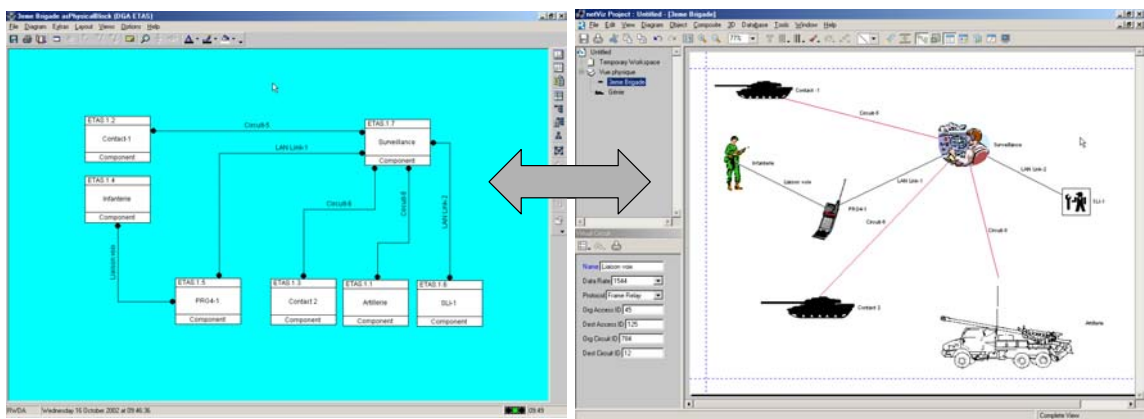 3eme Brigade asPhysicalBlock (DGA ETAS)
File Diagram Extras Layout Views Options Help
ETAS.1.2
Contact-1
Component
Circuit-5
ETAS.1.7
Surveillance
Component
LAN Link-1
ETAS.1.4
Infanterie
Component
Liaison voix
Circuit-6
Circuit-8
LAN Link-2
ETAS.1.5
PRG4-1
Component
ETAS.1.3
Contact 2
Component
ETAS.1.1
Artillerie
Component
ETAS.1.6
SLI-1
Component
RWDA
Wednesday 16 October 2002 at 09:46:36
09:49
netViz Project : Untitled - [3eme Brigade]
File Edit View Diagram Object Composite 3D Database Tools Window Help
77%
Untitled
Temporary Workspace
Vue physique
3eme Brigade
Génie
Virtual Circuit
Name Liaison voix
Data Rate 1544
Protocol Frame Relay
Org Access ID 45
Dest Access ID 125
Org Circuit ID 784
Dest Circuit ID 12
Contact -1
Circuit-5
Infanterie
Surveillance
Liaison voix
LAN Link-1
LAN Link-2
PRG4-1
SLI-1
Circuit-6
Contact 2
Artillerie
Complete View